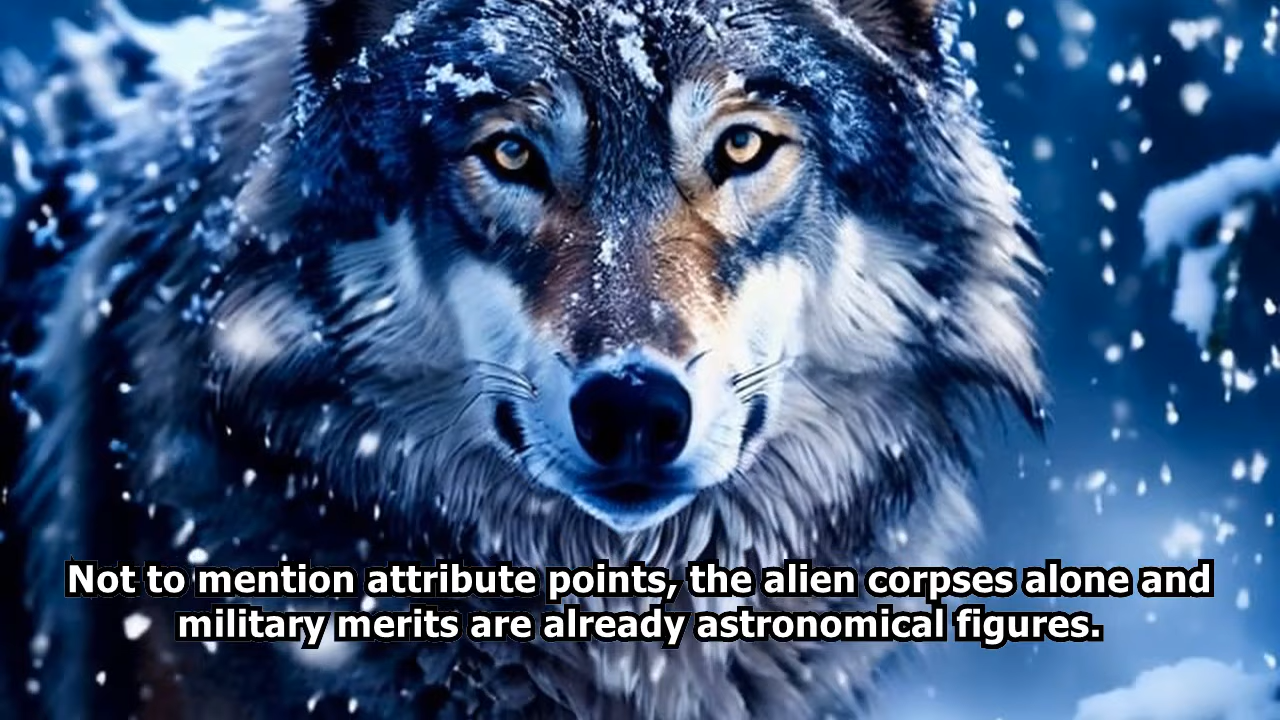 Not to mention attribute points, the alien corpses alone and
military merits are already astronomical figures.